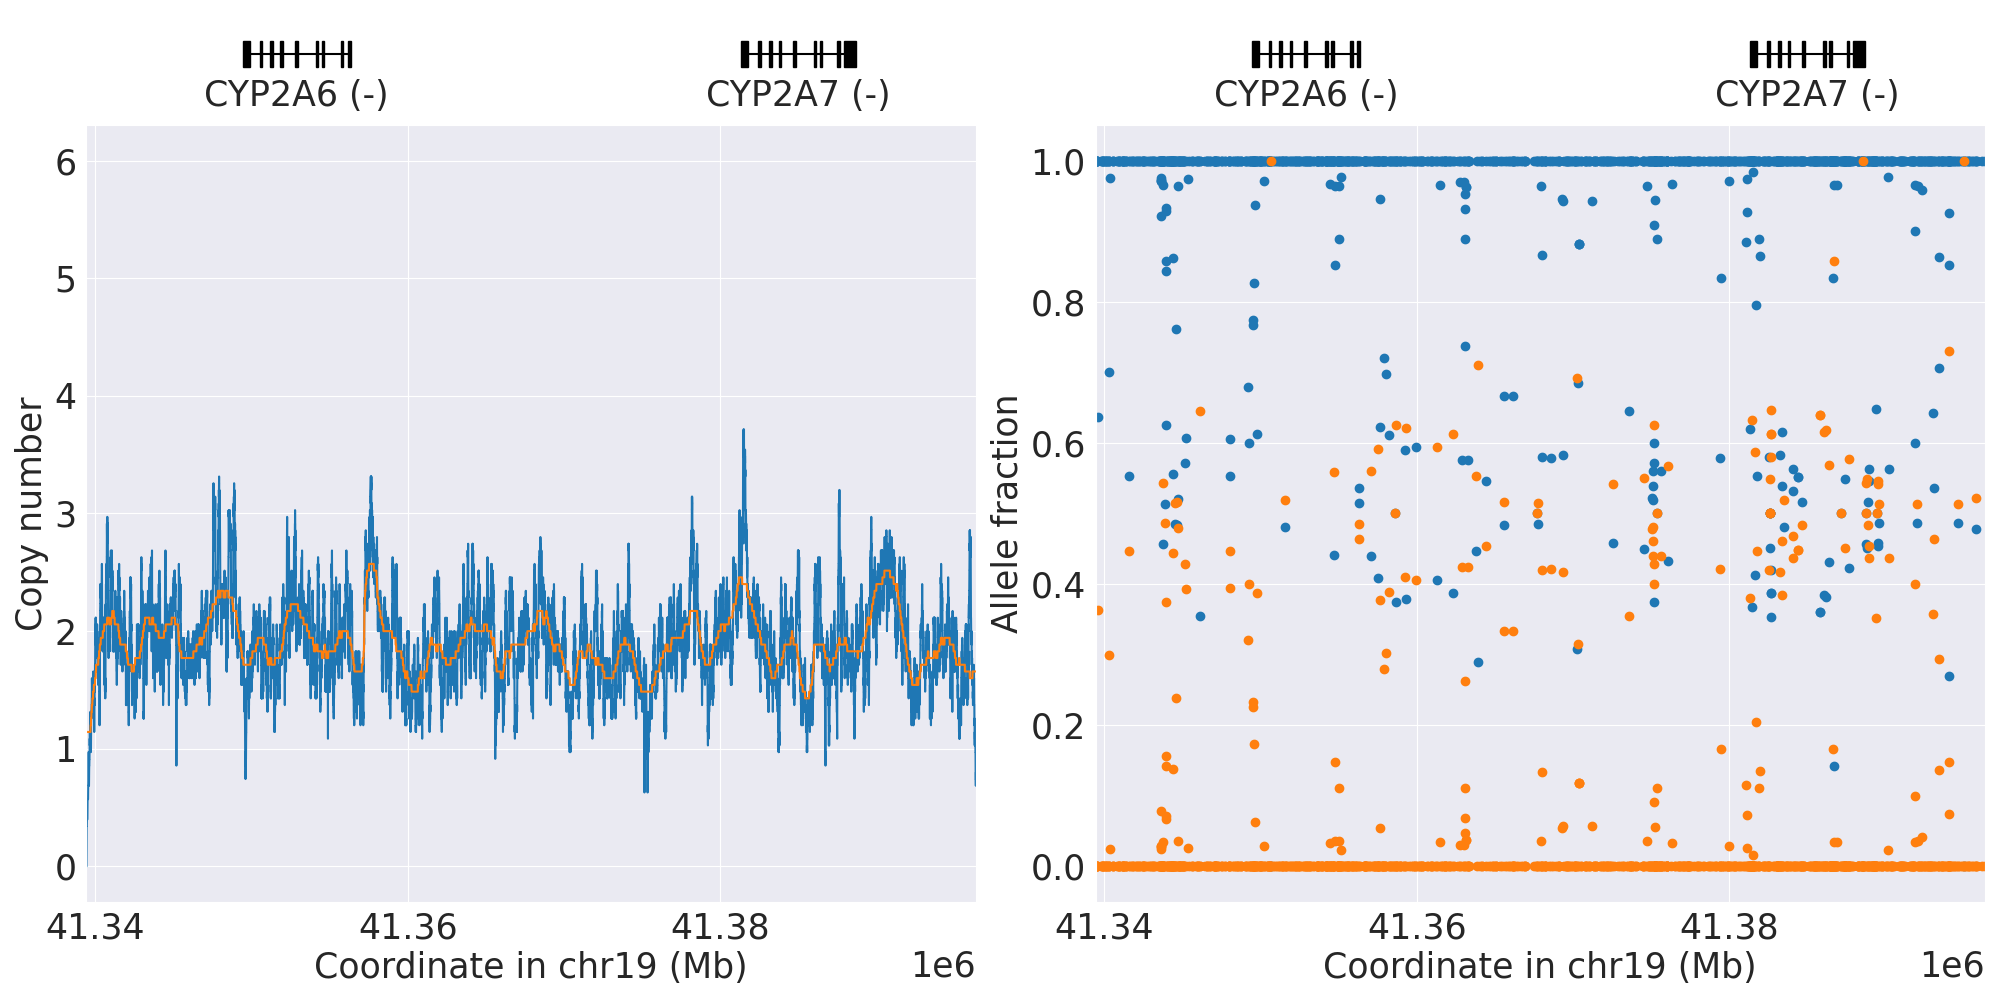 CYP2A6 (-)
CYP2A7 (-)
CYP2A6 (-)
CYP2A7 (-)
Copy number
6
5
4
3
2
1
0
41.34
41.36
41.38
Coordinate in chr19 (Mb)
1e6
Allele fraction
1.0
0.8
0.6
0.4
0.2
0.0
41.34
41.36
41.38
Coordinate in chr19 (Mb)
1e6